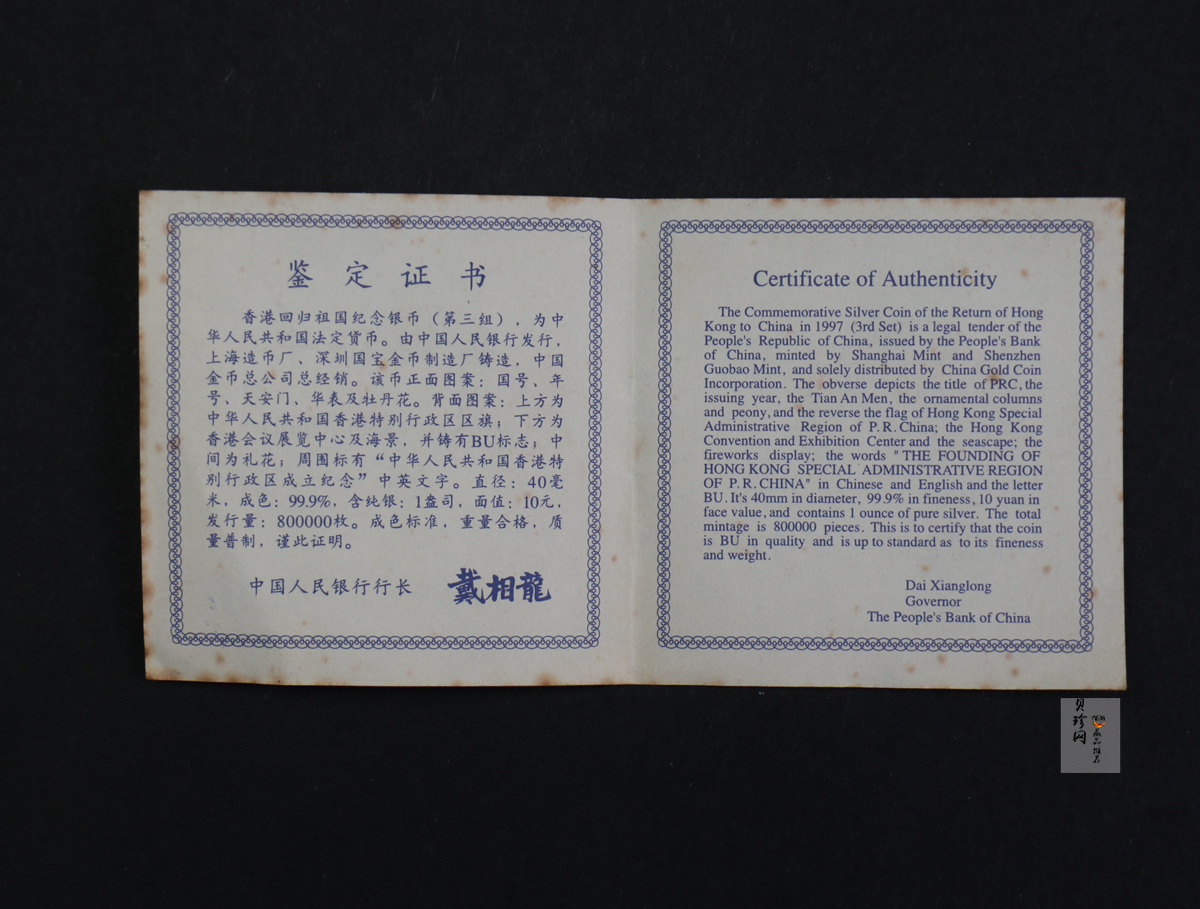 鉴定证书
香港回归祖国纪念银币（第三组），为中
华人民共和国法定货币。由中国人民银行发行，
上海造币厂、深圳国宝金币制造厂铸造，中国
金币总公司总经销。该币正面图案：国号、年
号、天安门、华表及牡丹花。背面图案：上方为
中华人民共和国香港特别行政区区旗；下方为
香港会议展览中心及海景，并铸有BU标志；中
间为礼花；周围标有“中华人民共和国香港特
别行政区成立纪念”中英文字。直径：40毫
米，成色：99.9%，含纯银：1盎司，面值：10元，
发行量：800000枚。成色标准，重量合格，质
量普制，谨此证明。
中国人民银行行长 戴相龍
Certificate of Authenticity
The Commemorative Silver Coin of the Return of Hong
Kong to China in 1997 (3rd Set) is a legal tender of the
People's Republic of China, issued by the People's Bank
of China, minted by Shanghai Mint and Shenzhen
Guobao Mint, and solely distributed by China Gold Coin
Incorporation. The obverse depicts the title of PRC, the
issuing year, the Tian An Men, the ornamental columns
and peony, and the reverse the flag of Hong Kong Special
Administrative Region of P.R.China; the Hong Kong
Convention and Exhibition Center and the seascape; the
fireworks display; the words "THE FOUNDING OF
HONG KONG SPECIAL ADMINISTRATIVE REGION
OF P.R.CHINA" in Chinese and English and the letter
BU. It's 40mm in diameter, 99.9% in fineness, 10 yuan in
face value, and contains 1 ounce of pure silver. The total
mintage is 800000 pieces. This is to certify that the coin
is BU in quality and is up to standard as to its fineness
and weight.
Dai Xianglong
Governor
The People's Bank of China
贝珍网
藏品推荐